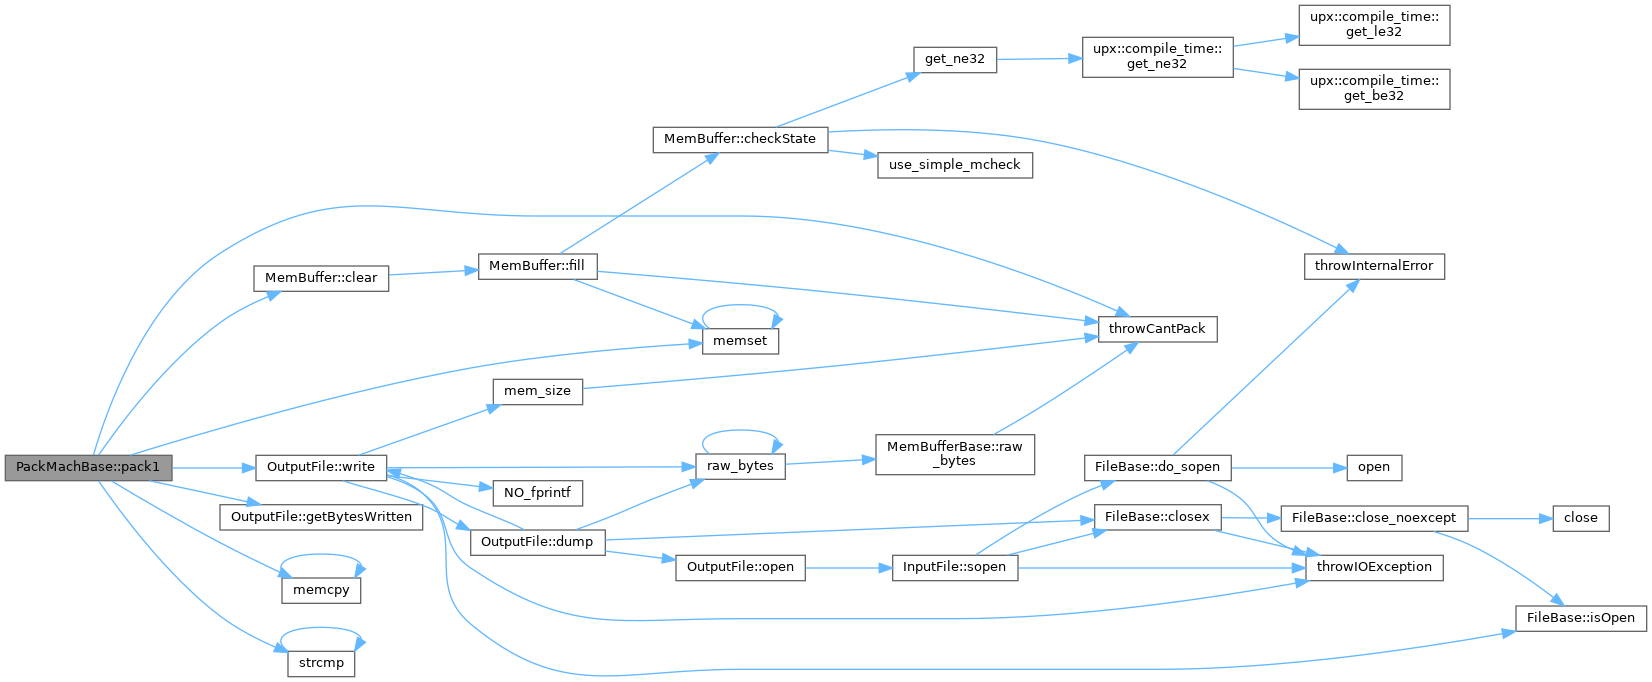 upx::compile_time::
get_le32
get_ne32
upx::compile_time::
get_ne32
upx::compile_time::
get_be32
MemBuffer::checkState
use_simple_mcheck
MemBuffer::clear
MemBuffer::fill
throwInternalError
throwCantPack
memset
mem_size
PackMachBase::pack1
OutputFile::write
raw_bytes
MemBufferBase::raw
_bytes
FileBase::do_sopen
open
NO_fprintf
OutputFile::getBytesWritten
OutputFile::dump
FileBase::closex
FileBase::close_noexcept
close
OutputFile::open
InputFile::sopen
throwIOException
memcpy
FileBase::isOpen
strcmp